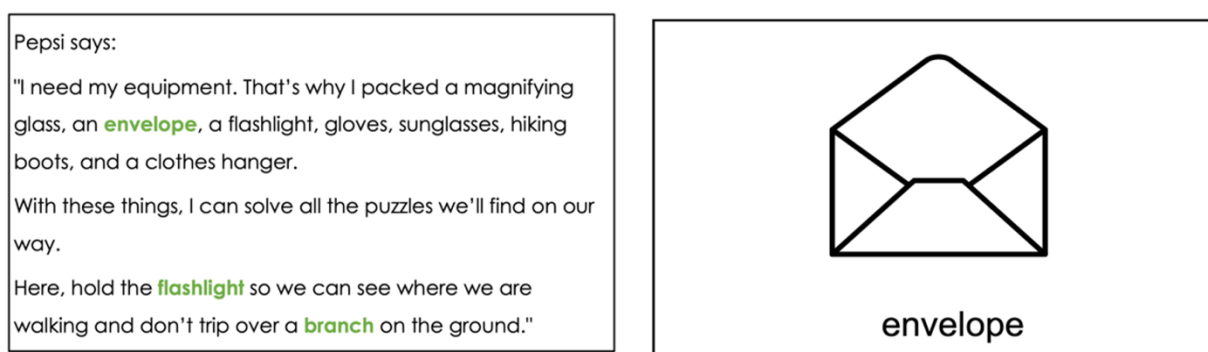 Pepsi says:
"I need my equipment. That's why I packed a magnifying
glass, an envelope, a flashlight, gloves, sunglasses, hiking
boots, and a clothes hanger.
With these things, I can solve all the puzzles we'll find on our
way.
Here, hold the flashlight so we can see where we are
walking and don't trip over a branch on the ground."
envelope